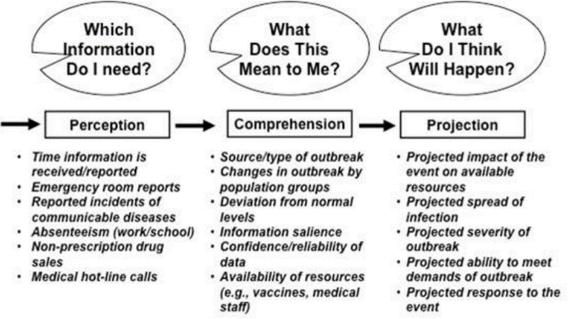 Which
Information
Do I need?
What
Does This
Mean to Me?
What
Do I Think
Will Happen?
Perception
Comprehension
Projection
• Time information is
received/reported
• Emergency room reports
• Reported incidents of
communicable diseases
• Absenteeism (work/school)
• Non-prescription drug
sales
• Medical hot-line calls
• Source/type of outbreak
• Changes in outbreak by
population groups
• Deviation from normal
levels
• Information salience
• Confidence/reliability of
data
• Availability of resources
(e.g., vaccines, medical
staff)
• Projected impact of the
event on available
resources
• Projected spread of
infection
• Projected severity of
outbreak
• Projected ability to meet
demands of outbreak
• Projected response to the
event